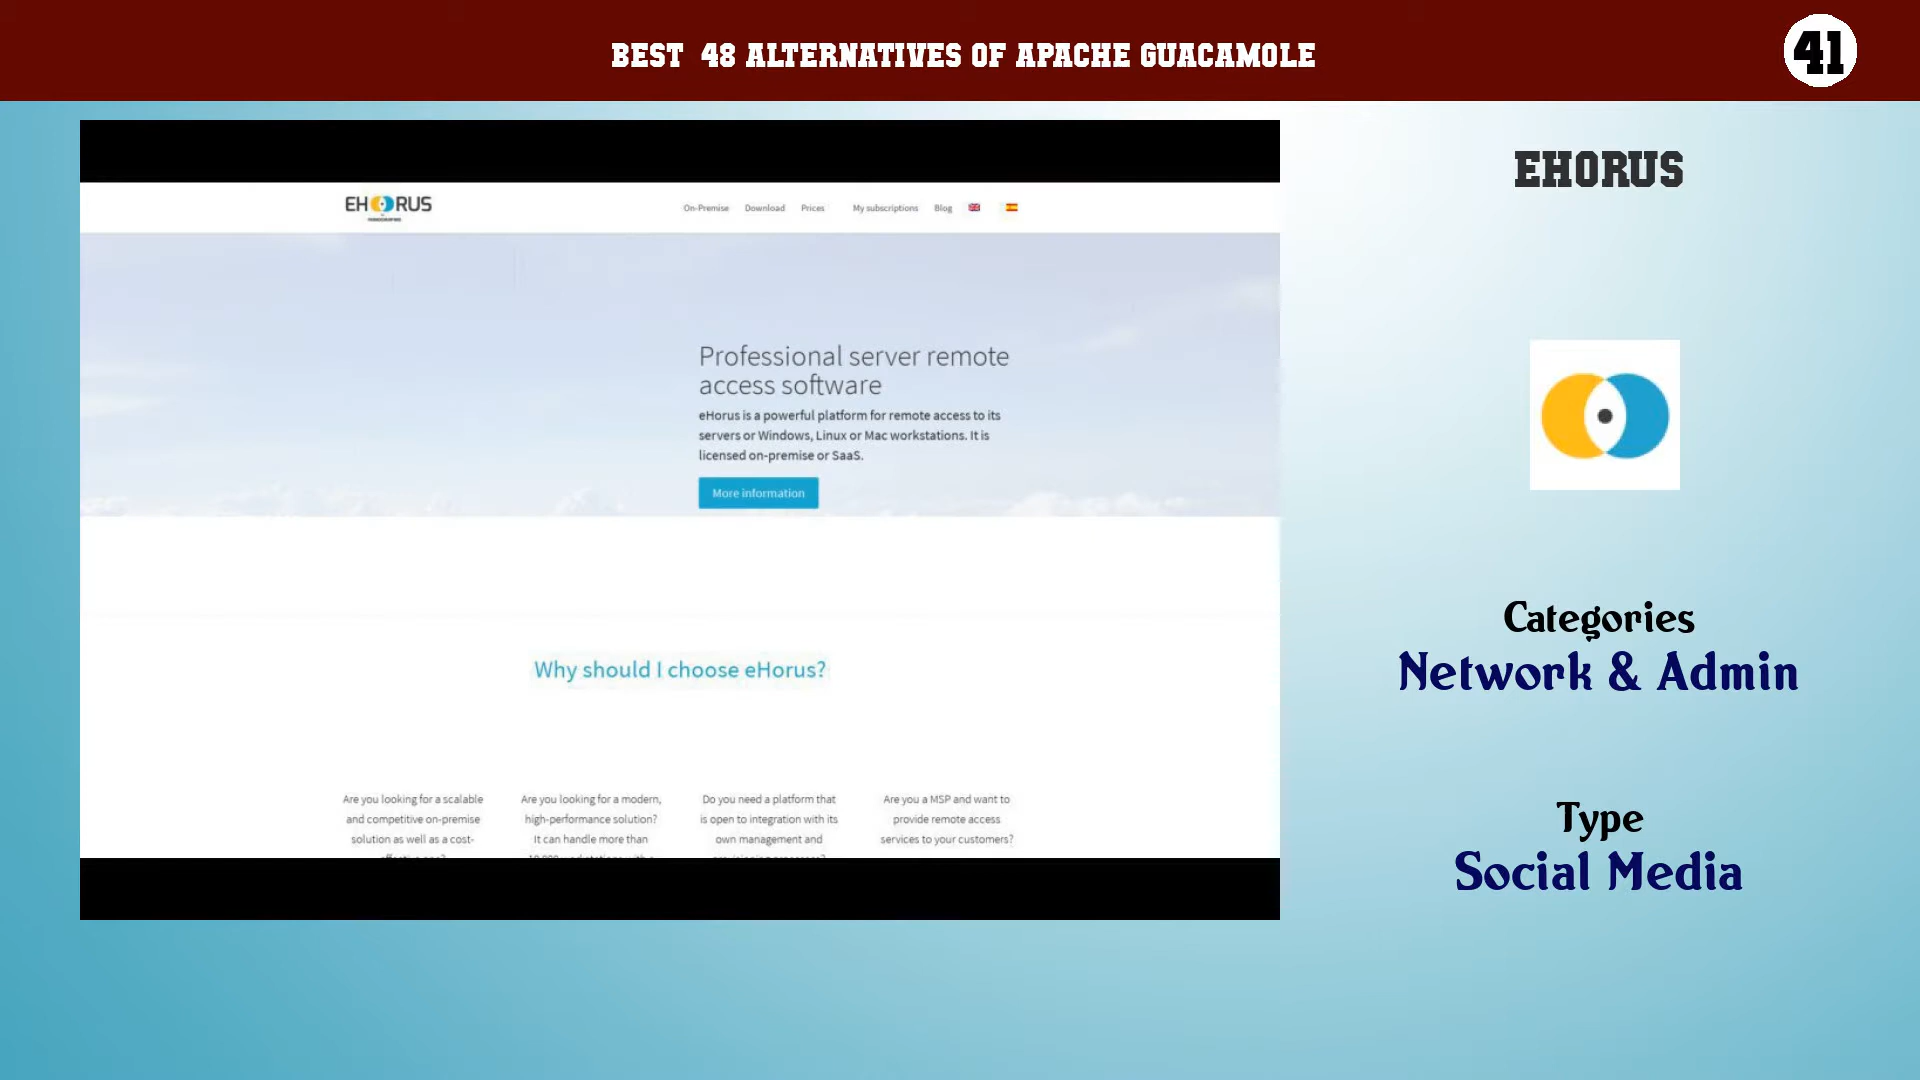 BEST 48 ALTERNATIVES OF APACHE GUACAMOLE
41
EHORUS
On-Premise Download Prices My subscriptions Blog
Professional server remote
access software
eHorus is a powerful platform for remote access to its
servers or Windows, Linux or Mac workstations. It is
licensed on-premise or SaaS.
More information
Why should I choose eHorus?
Are you looking for a scalable
and competitive on-premise
solution as well as a cost-
Are you looking for a modern,
high-performance solution?
It can handle more than
Do you need a platform that
is open to integration with its
own management and
Are you a MSP and want to
provide remote access
services to your customers?
EHORUS
Categories
Network & Admin
Type
Social Media